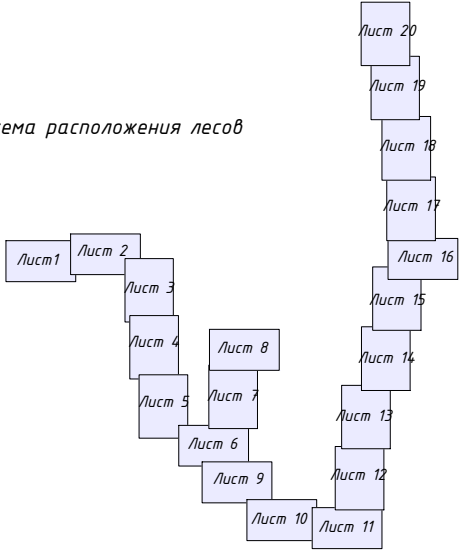 Лист 20
Лист 19
расположения лесов
Лист 18
Лист 17
Лист1
Лист 2
Лист 16
Лист 3
Лист 15
Лист 4
Лист 8
Лист 14
Лист 5
Лист 7
Лист 13
Лист 6
Лист 12
Лист 9
Лист 10
Лист 11